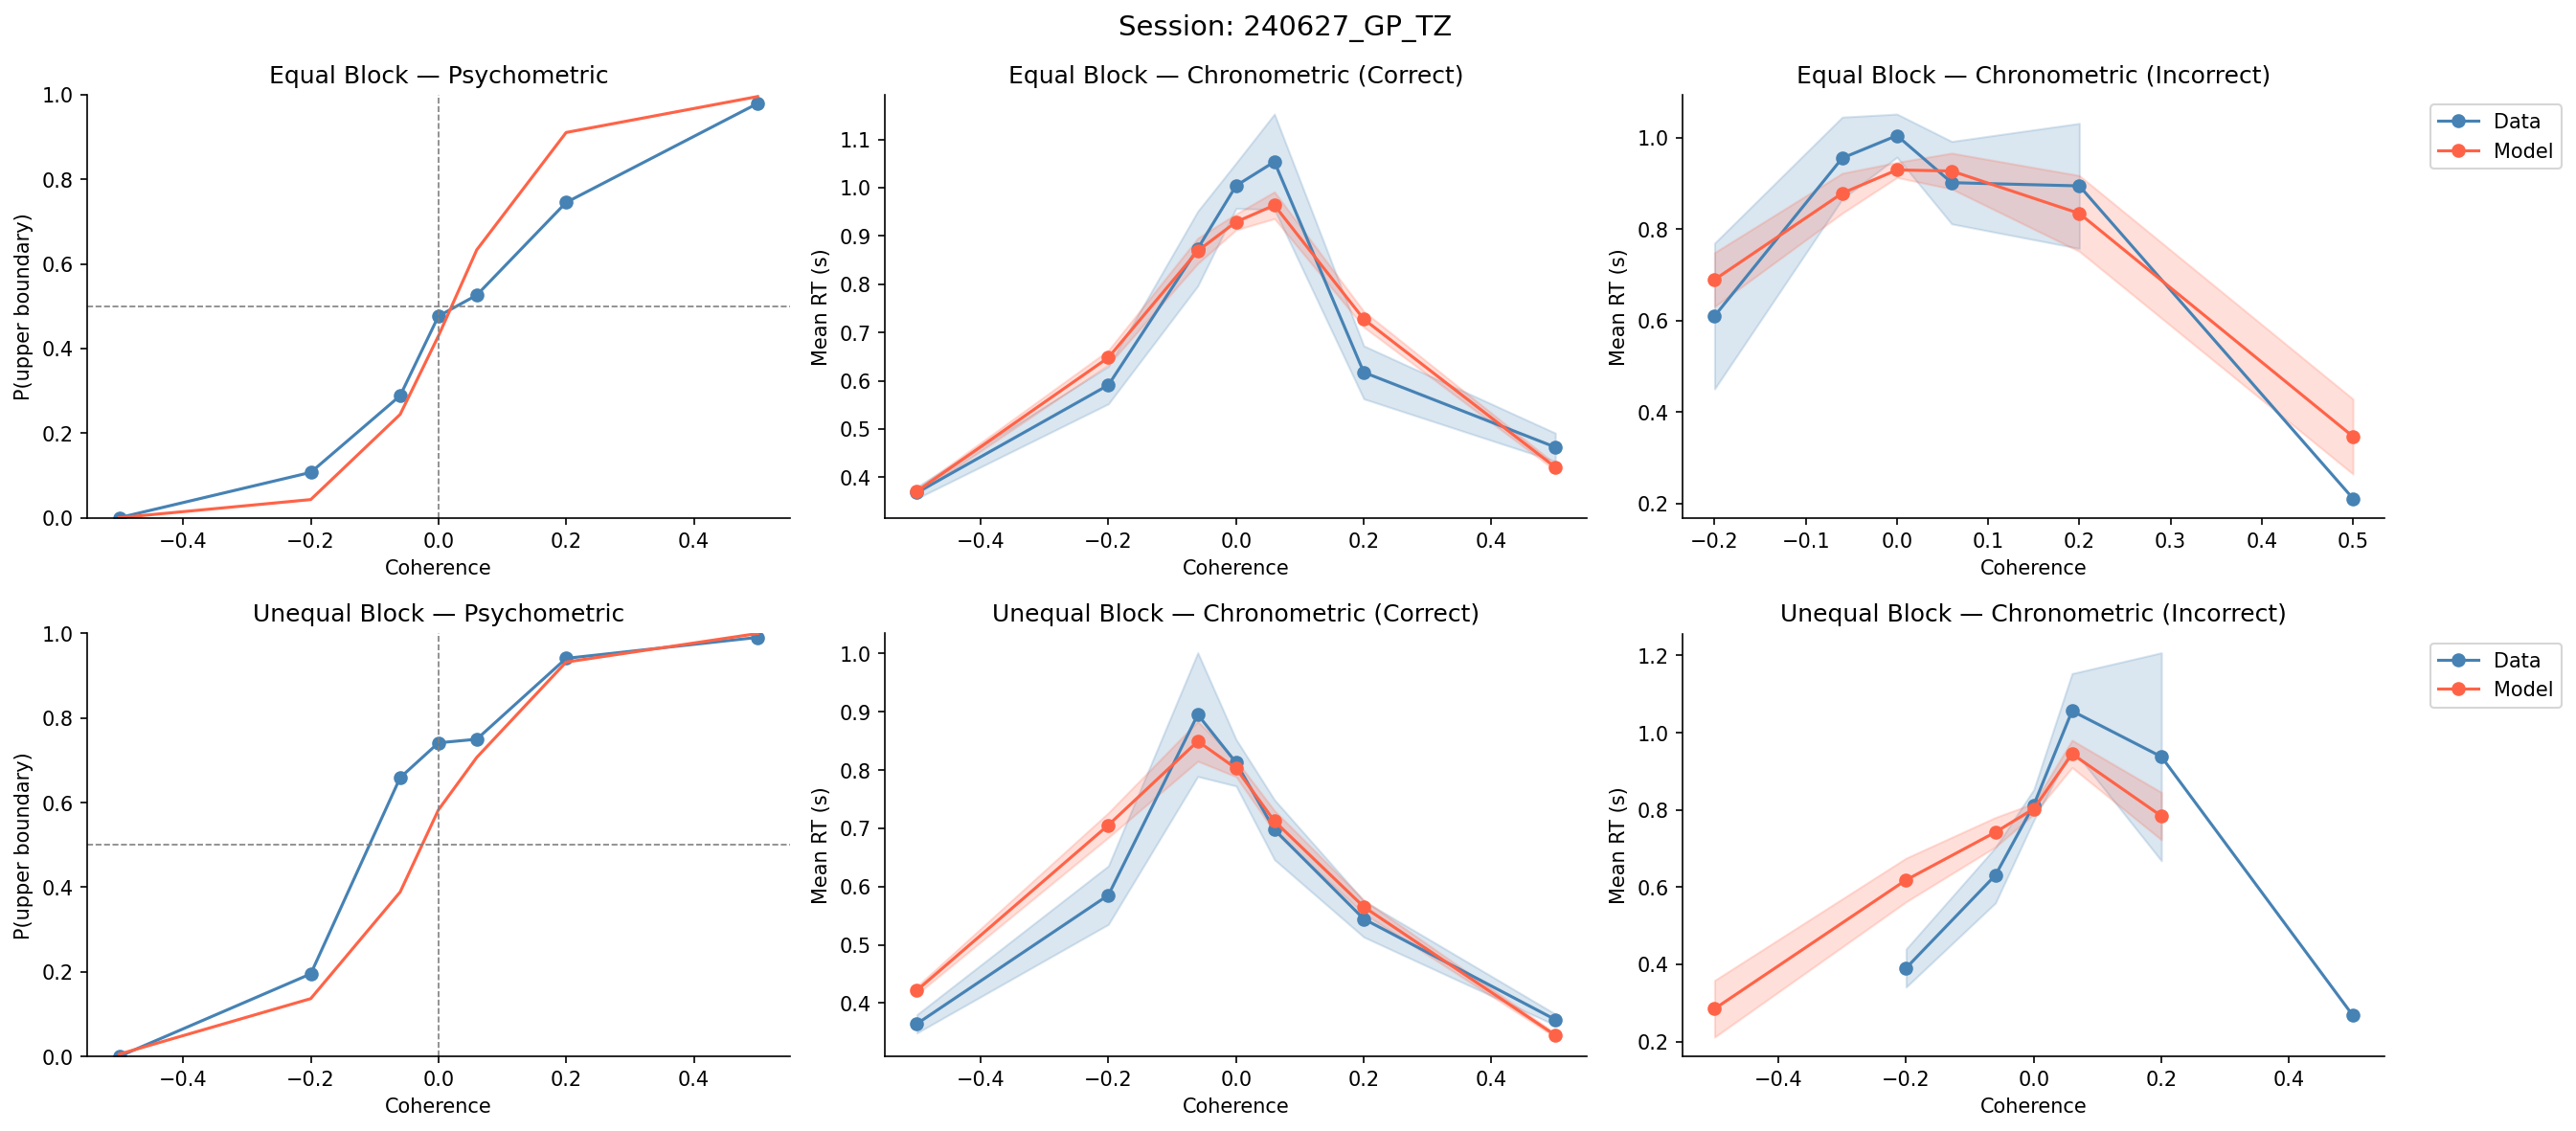 Session: 240627_GP_TZ
Equal Block — Psychometric
P(upper boundary)
1.0
0.8
0.6
0.4
0.2
0.0
−0.4 −0.2 0.0 0.2 0.4
Coherence
Equal Block — Chronometric (Correct)
Mean RT (s)
1.1
1.0
0.9
0.8
0.7
0.6
0.5
0.4
−0.4 −0.2 0.0 0.2 0.4
Coherence
Equal Block — Chronometric (Incorrect)
Mean RT (s)
1.0
0.8
0.6
0.4
0.2
−0.2 −0.1 0.0 0.1 0.2 0.3 0.4 0.5
Coherence
Data
Model
Unequal Block — Psychometric
P(upper boundary)
1.0
0.8
0.6
0.4
0.2
0.0
−0.4 −0.2 0.0 0.2 0.4
Coherence
Unequal Block — Chronometric (Correct)
Mean RT (s)
1.0
0.9
0.8
0.7
0.6
0.5
0.4
−0.4 −0.2 0.0 0.2 0.4
Coherence
Unequal Block — Chronometric (Incorrect)
Mean RT (s)
1.2
1.0
0.8
0.6
0.4
0.2
−0.4 −0.2 0.0 0.2 0.4
Coherence
Data
Model